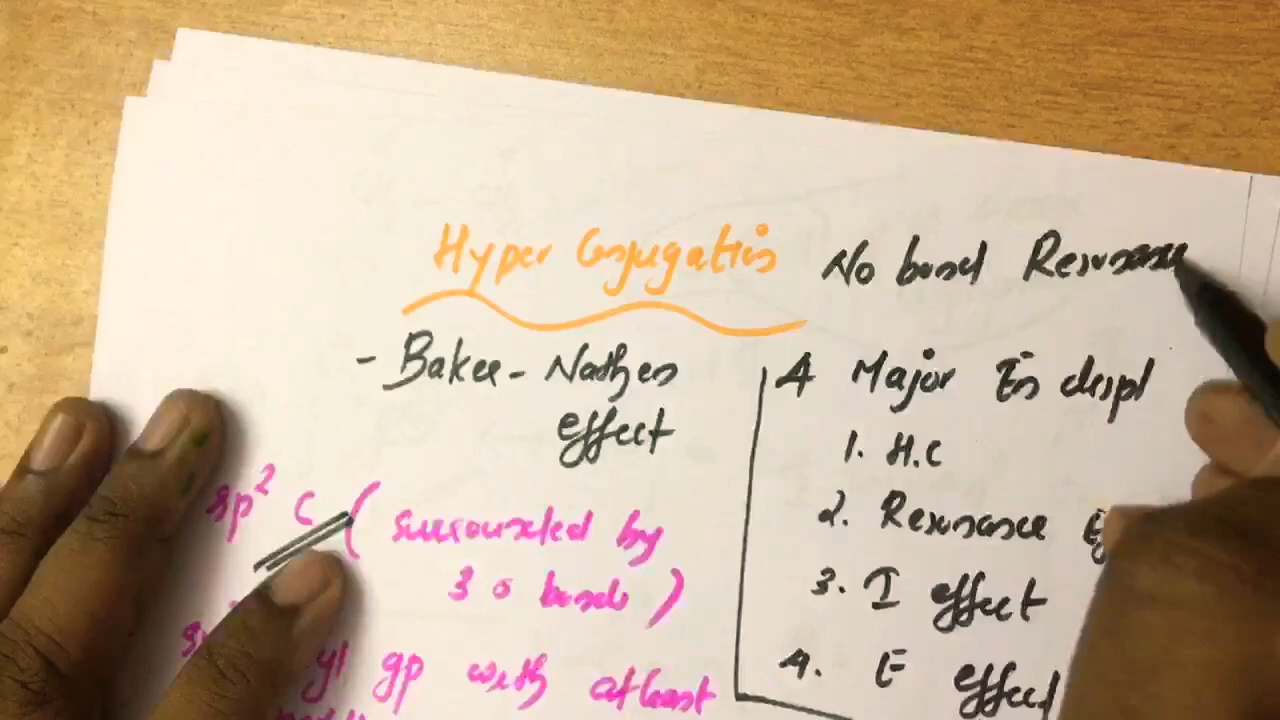 Hyper Conjugation No bond Resonance
- Baker - Nathen
effect
sp² C ( surrounded by
3 σ bonds )
yl gp with atleast
4 Major En displ
1. H.C
2. Resonance
3. I effect
4. E effect